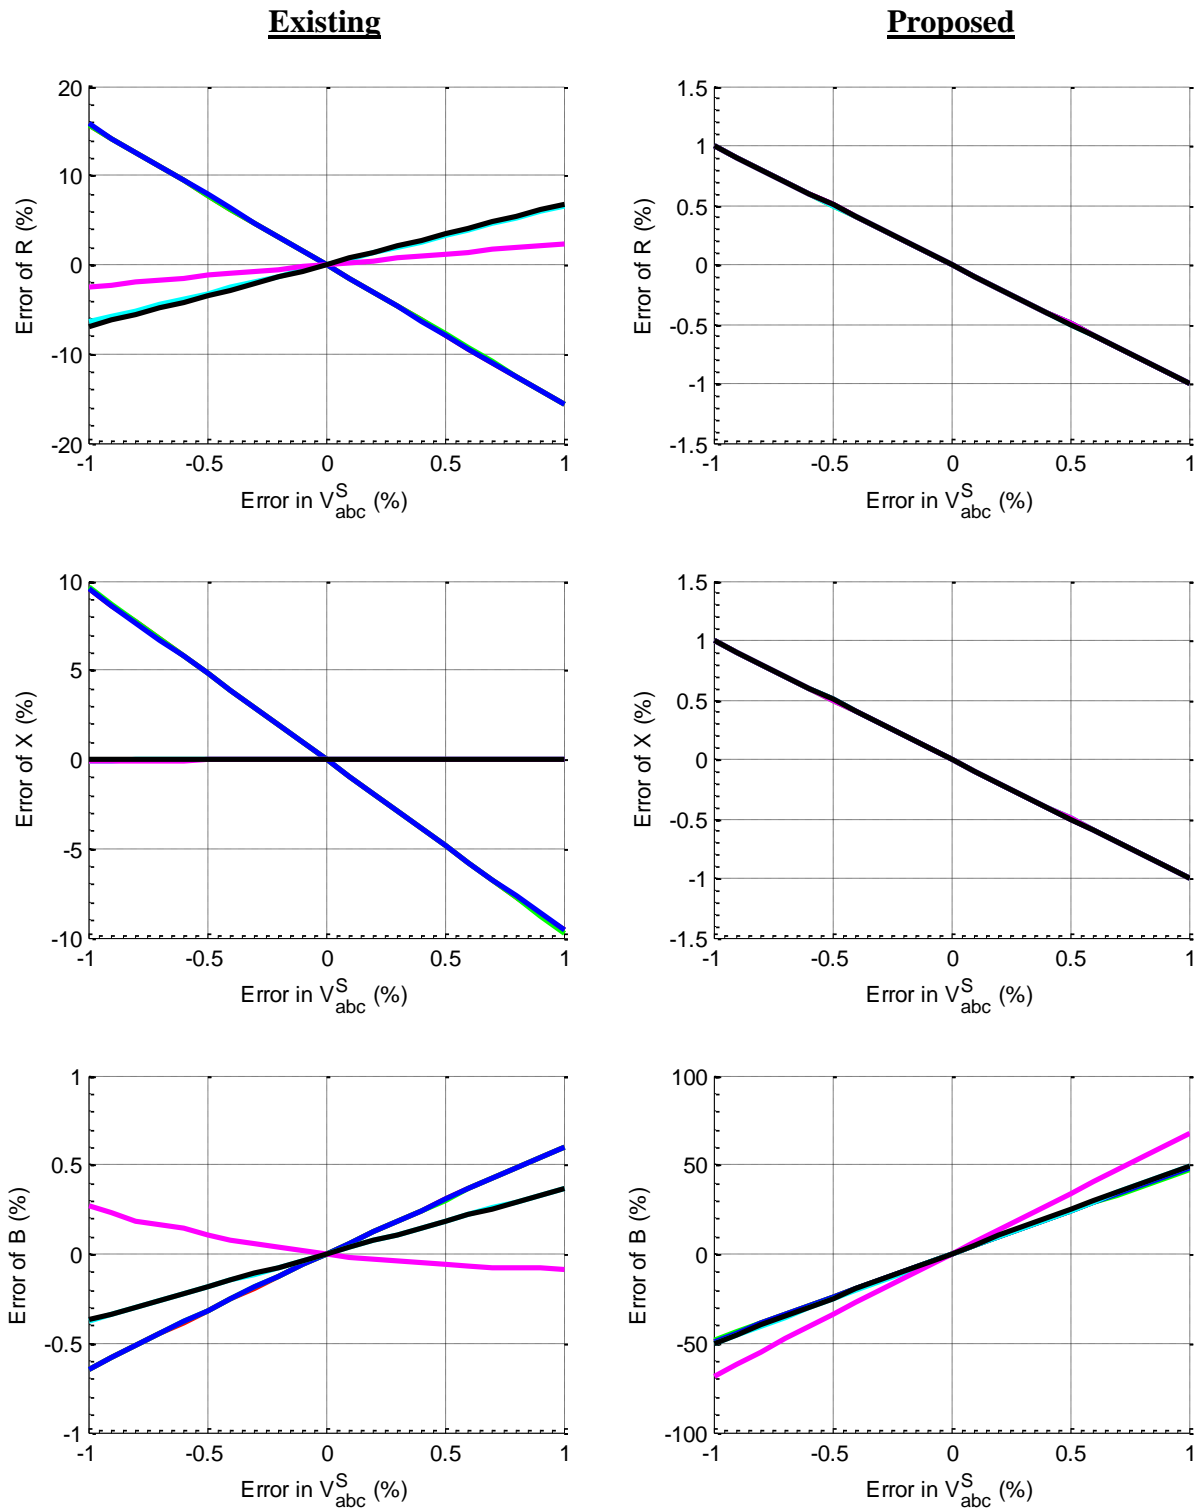 Existing
Proposed
20
10
0
-10
-20
-1 -0.5 0 0.5 1
Error of R (%)
Error in V^S_abc (%)
1.5
1
0.5
0
-0.5
-1
-1.5
-1 -0.5 0 0.5 1
Error of R (%)
Error in V^S_abc (%)
10
5
0
-5
-10
-1 -0.5 0 0.5 1
Error of X (%)
Error in V^S_abc (%)
1.5
1
0.5
0
-0.5
-1
-1.5
-1 -0.5 0 0.5 1
Error of X (%)
Error in V^S_abc (%)
1
0.5
0
-0.5
-1
-1 -0.5 0 0.5 1
Error of B (%)
Error in V^S_abc (%)
100
50
0
-50
-100
-1 -0.5 0 0.5 1
Error of B (%)
Error in V^S_abc (%)